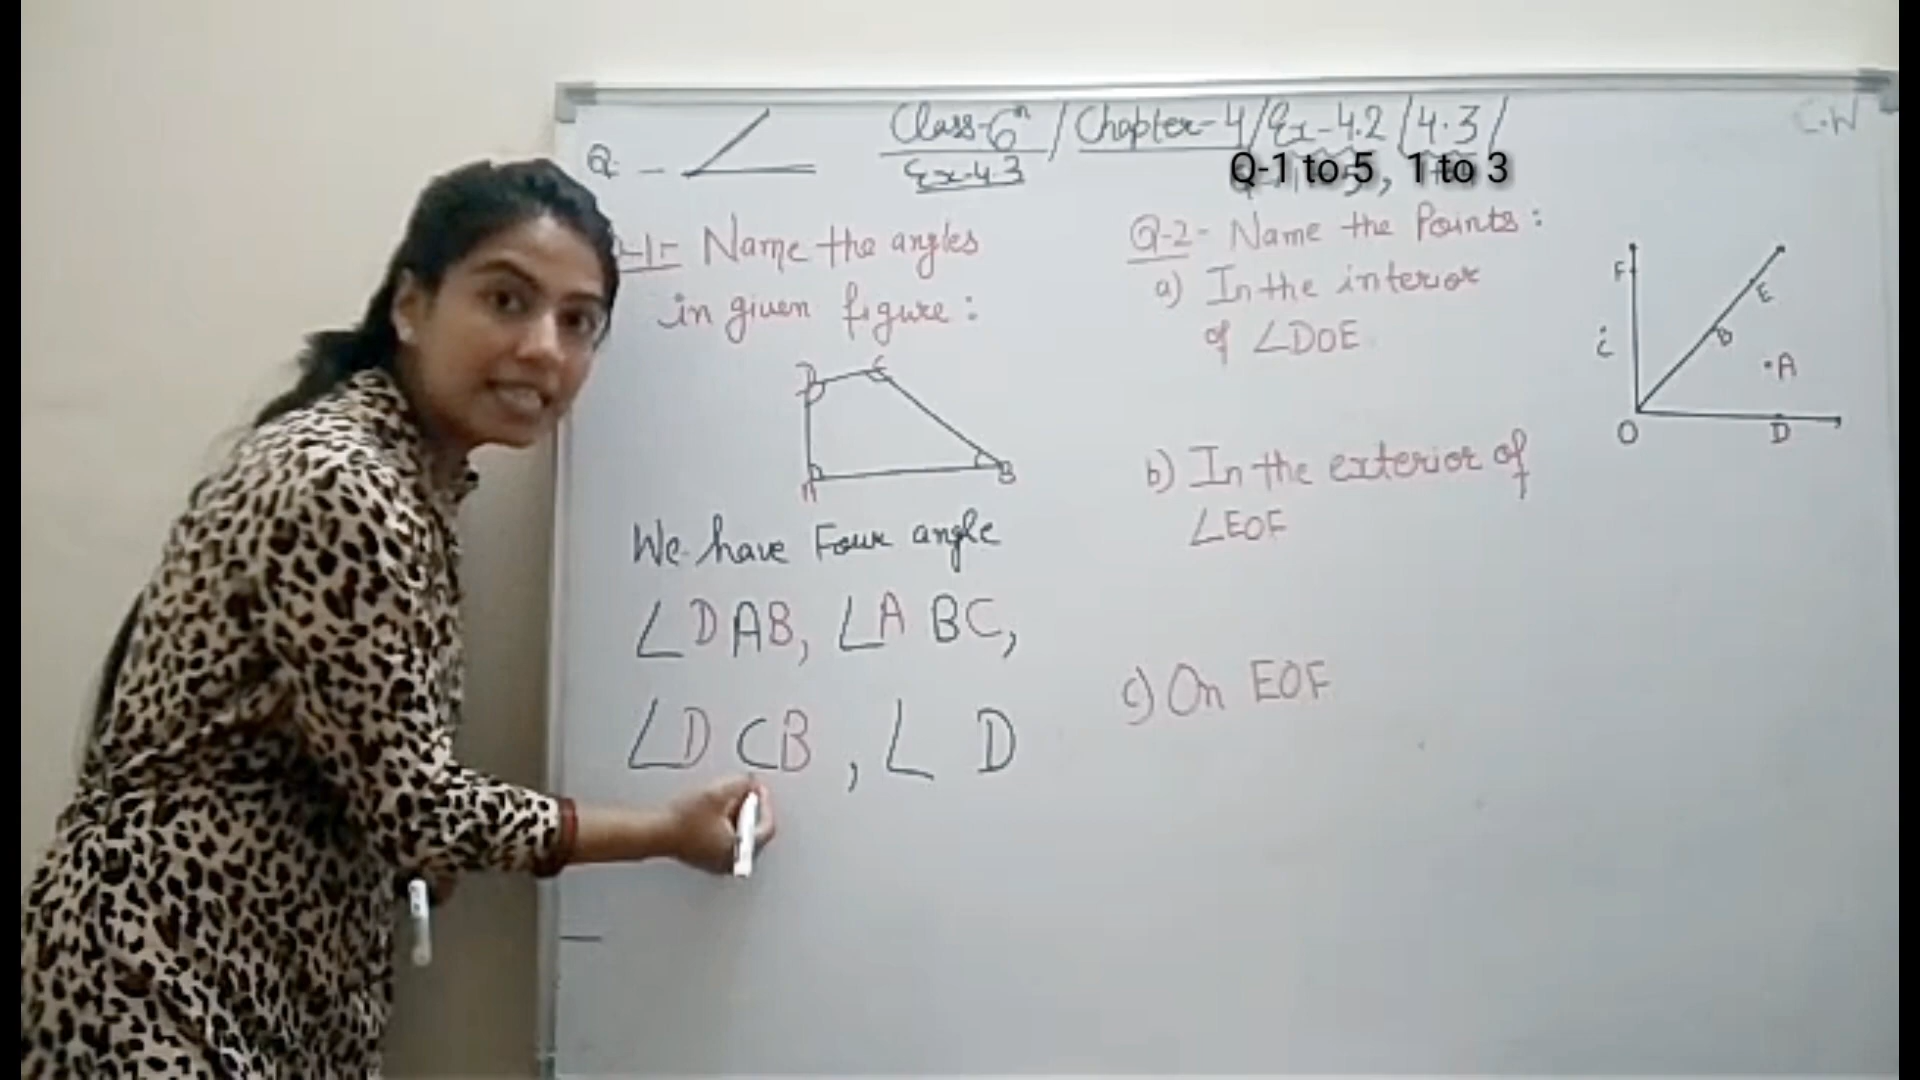 Class-6th / Chapter-4 / Ex-4.2 / 4.3 /
C.W
Q. -
Ex-4.3
Q-1 to 5, 1 to 3
Q-1- Name the angles
in given figure:
D C
A B
We have Four angle
∠DAB, ∠ABC,
∠DCB, ∠ D
Q-2- Name the Points:
a) In the interior
of ∠DOE.
b) In the exterior of
∠EOF
c) On EOF
F
E
C
B
A
O
D